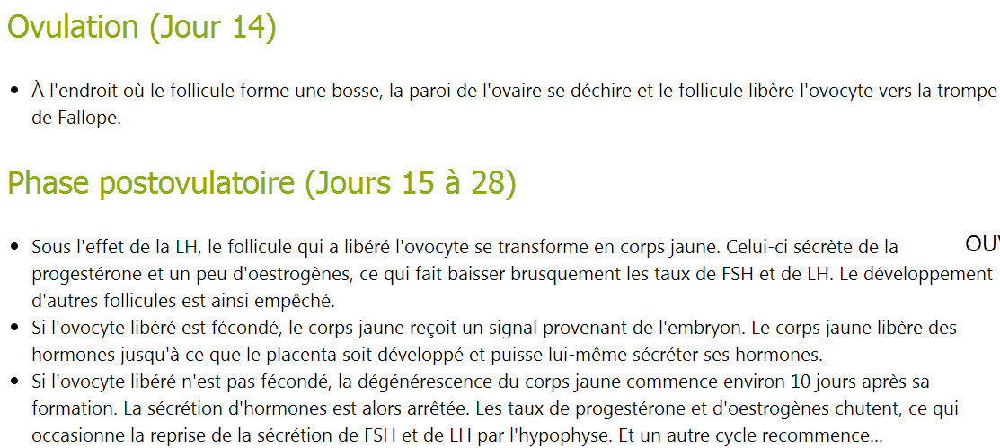 Ovulation (Jour 14)
• À l'endroit où le follicule forme une bosse, la paroi de l'ovaire se déchire et le follicule libère l'ovocyte vers la trompe
de Fallope.
Phase postovulatoire (Jours 15 à 28)
• Sous l'effet de la LH, le follicule qui a libéré l'ovocyte se transforme en corps jaune. Celui-ci sécrète de la
progestérone et un peu d'oestrogènes, ce qui fait baisser brusquement les taux de FSH et de LH. Le développement
d'autres follicules est ainsi empêché.
• Si l'ovocyte libéré est fécondé, le corps jaune reçoit un signal provenant de l'embryon. Le corps jaune libère des
hormones jusqu'à ce que le placenta soit développé et puisse lui-même sécréter ses hormones.
• Si l'ovocyte libéré n'est pas fécondé, la dégénérescence du corps jaune commence environ 10 jours après sa
formation. La sécrétion d'hormones est alors arrêtée. Les taux de progestérone et d'oestrogènes chutent, ce qui
occasionne la reprise de la sécrétion de FSH et de LH par l'hypophyse. Et un autre cycle recommence...